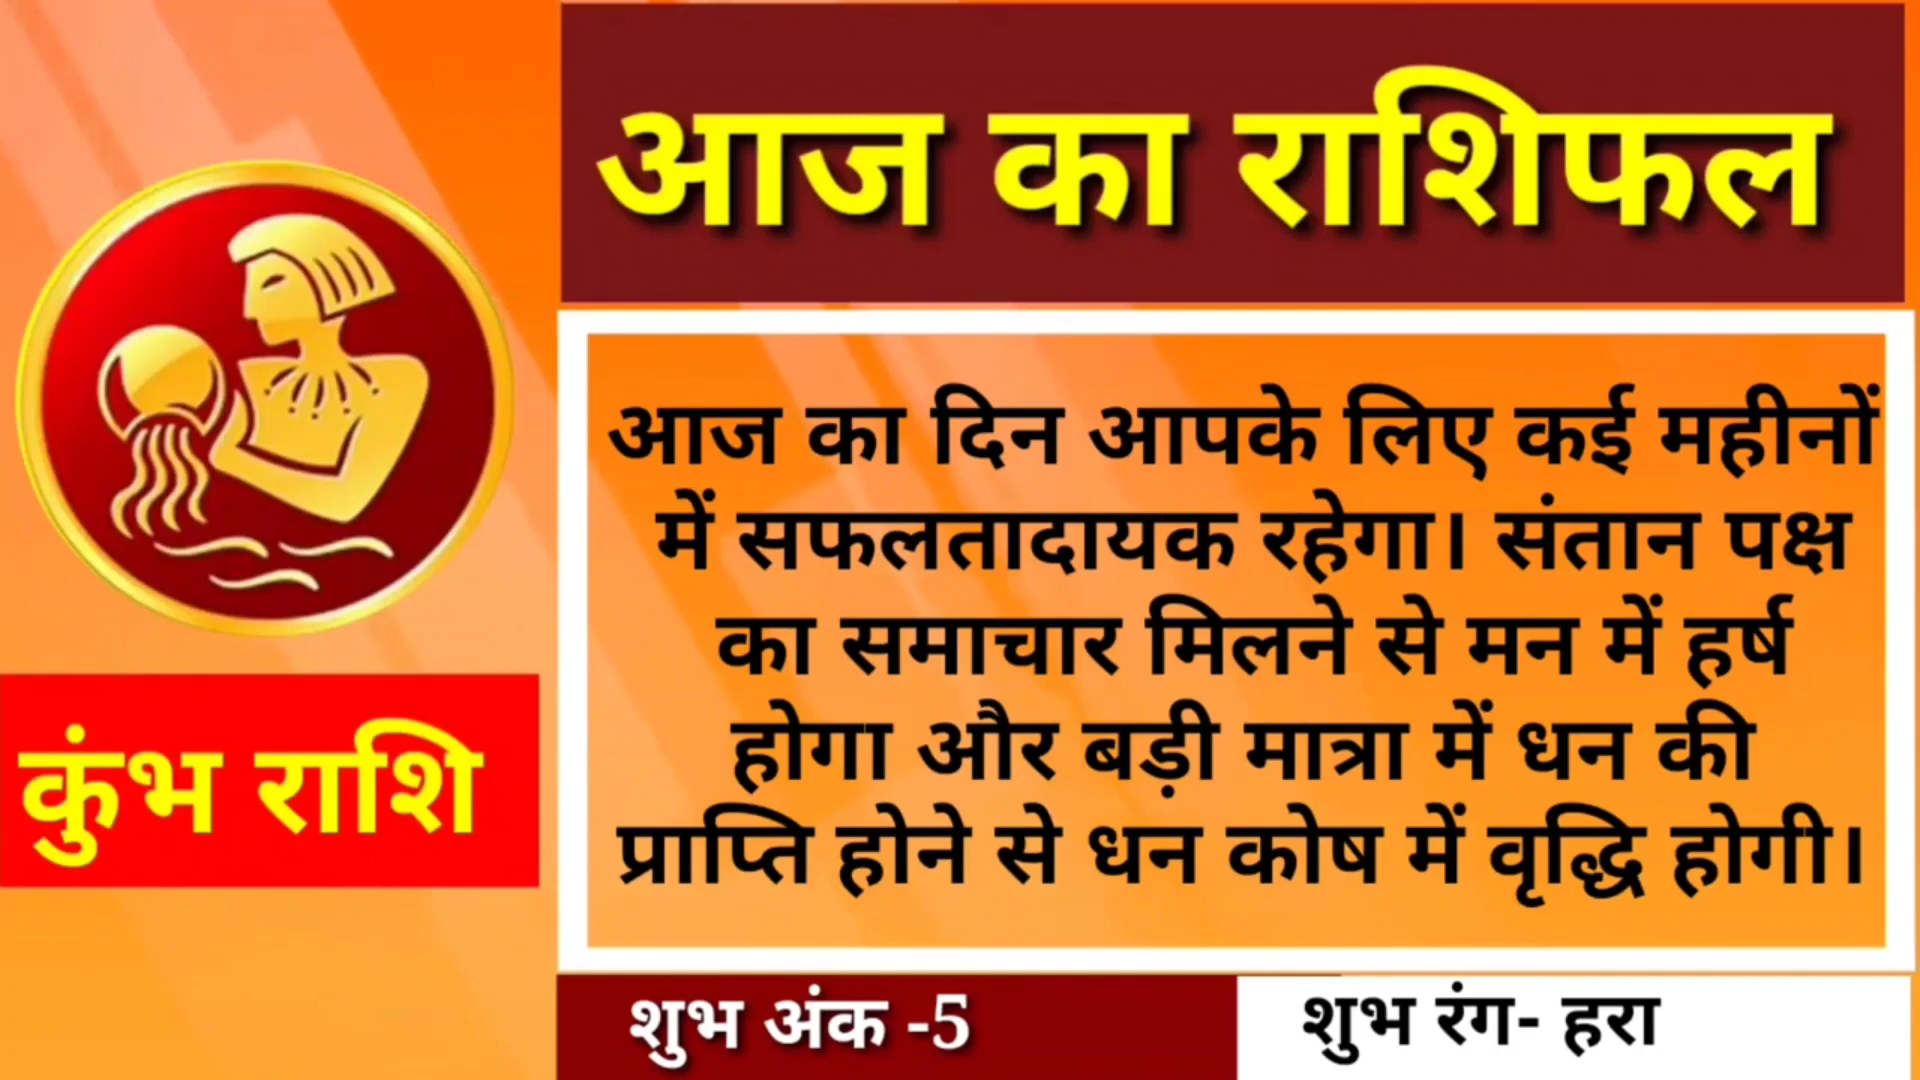 आज का राशिफल
आज का दिन आपके लिए कई महीनों
में सफलतादायक रहेगा। संतान पक्ष
का समाचार मिलने से मन में हर्ष
होगा और बड़ी मात्रा में धन की
प्राप्ति होने से धन कोष में वृद्धि होगी।
कुंभ राशि
शुभ अंक -5
शुभ रंग- हरा